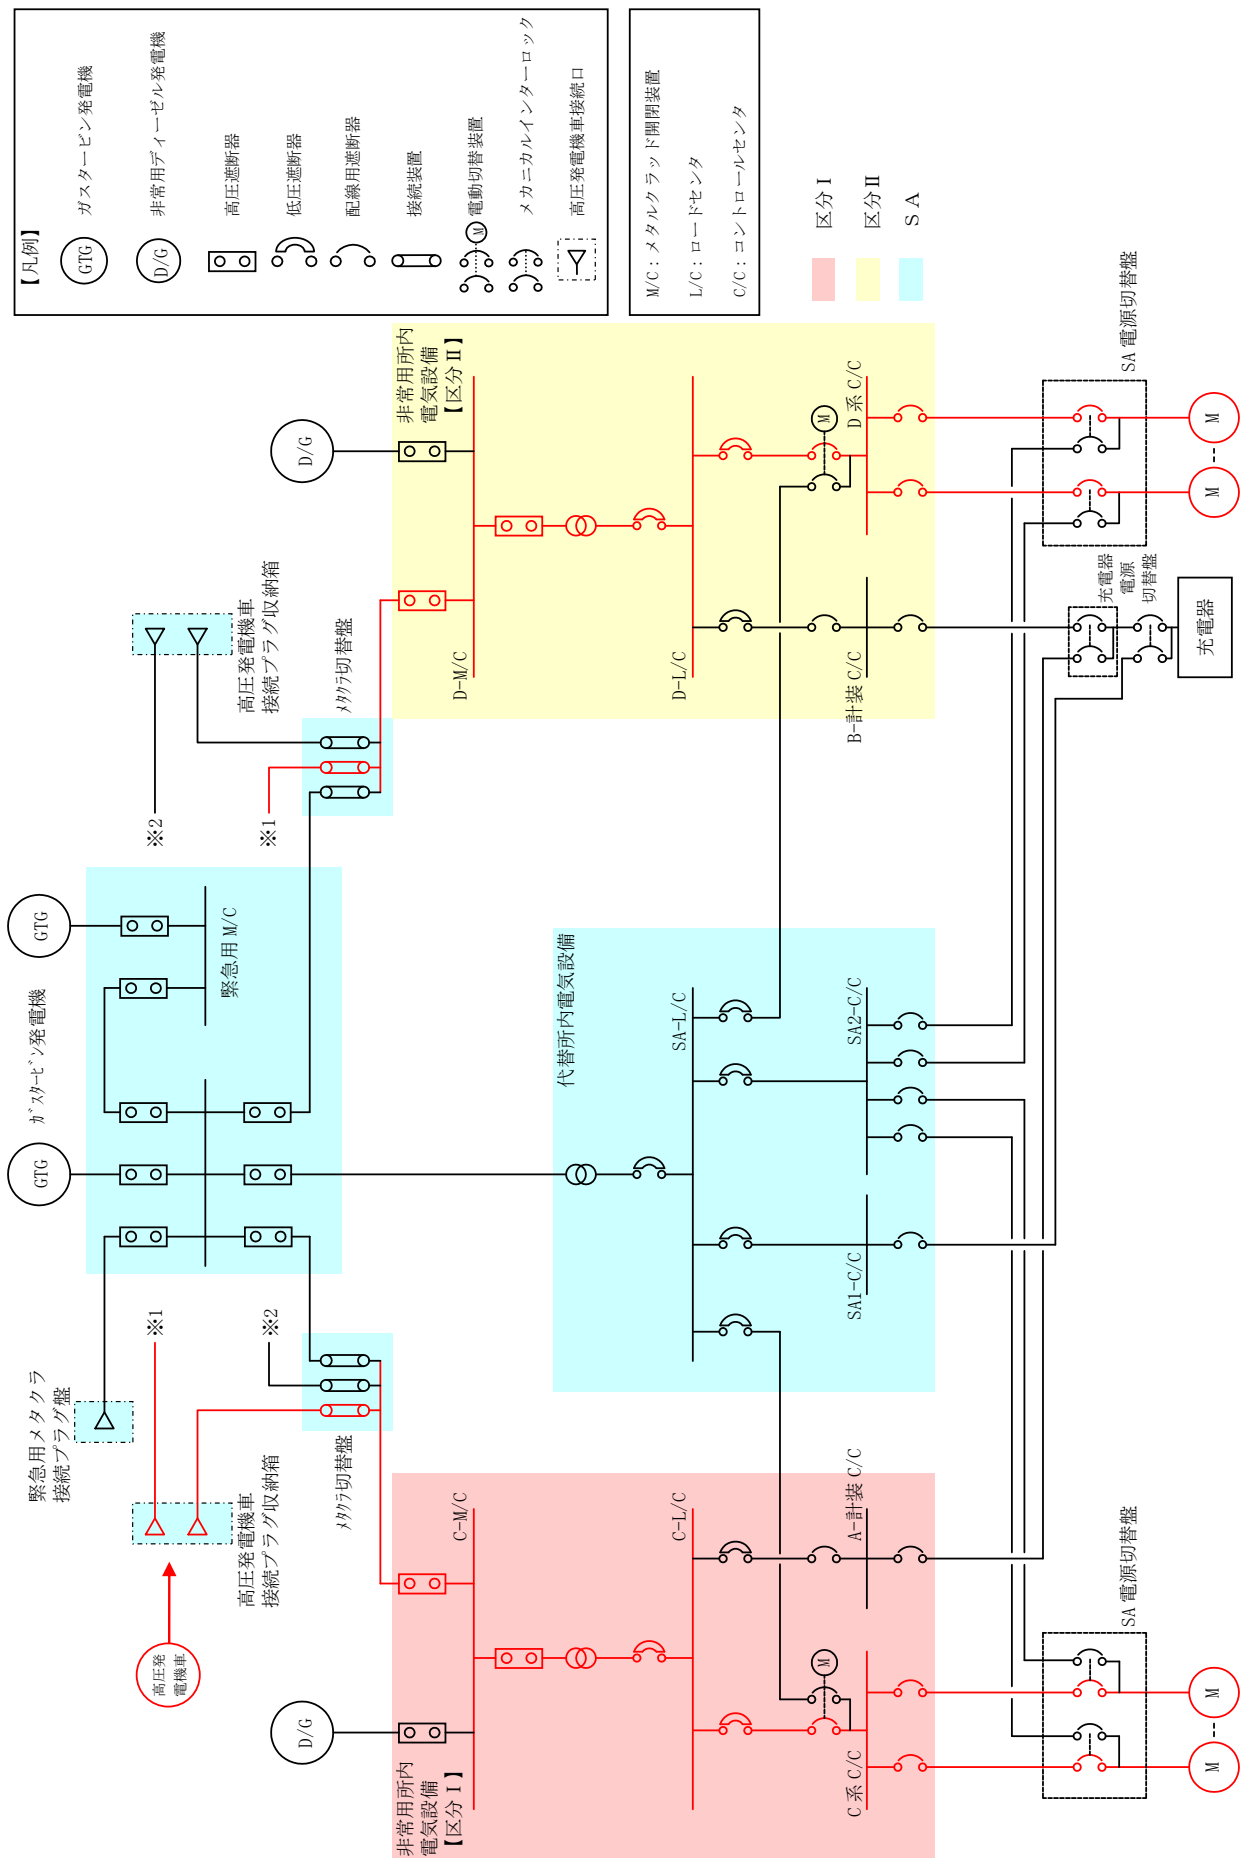 【凡例】
GTG
ガスタービン発電機
D/G
非常用ディーゼル発電機
高圧遮断器
低圧遮断器
配線用遮断器
接続装置
M
電動切替装置
メカニカルインターロック
高圧発電機車接続口
M/C：メタルクラッド開閉装置
L/C：ロードセンタ
C/C：コントロールセンタ
区分Ⅰ
区分Ⅱ
ＳＡ
緊急用メタクラ
接続プラグ盤
GTG
ｶﾞｽﾀｰﾋﾞﾝ発電機
GTG
緊急用 M/C
高圧発
電機車
※1
※2
高圧発電機車
接続プラグ収納箱
ﾒﾀｸﾗ切替盤
※2
※1
高圧発電機車
接続プラグ収納箱
ﾒﾀｸﾗ切替盤
D/G
非常用所内
電気設備
【区分Ⅰ】
C-M/C
C-L/C
M
C 系 C/C
A-計装 C/C
代替所内電気設備
SA-L/C
SA1-C/C
SA2-C/C
D/G
非常用所内
電気設備
【区分Ⅱ】
D-M/C
D-L/C
M
B-計装 C/C
D 系 C/C
SA 電源切替盤
M
M
充電器
電源
切替盤
充電器
SA 電源切替盤
M
M